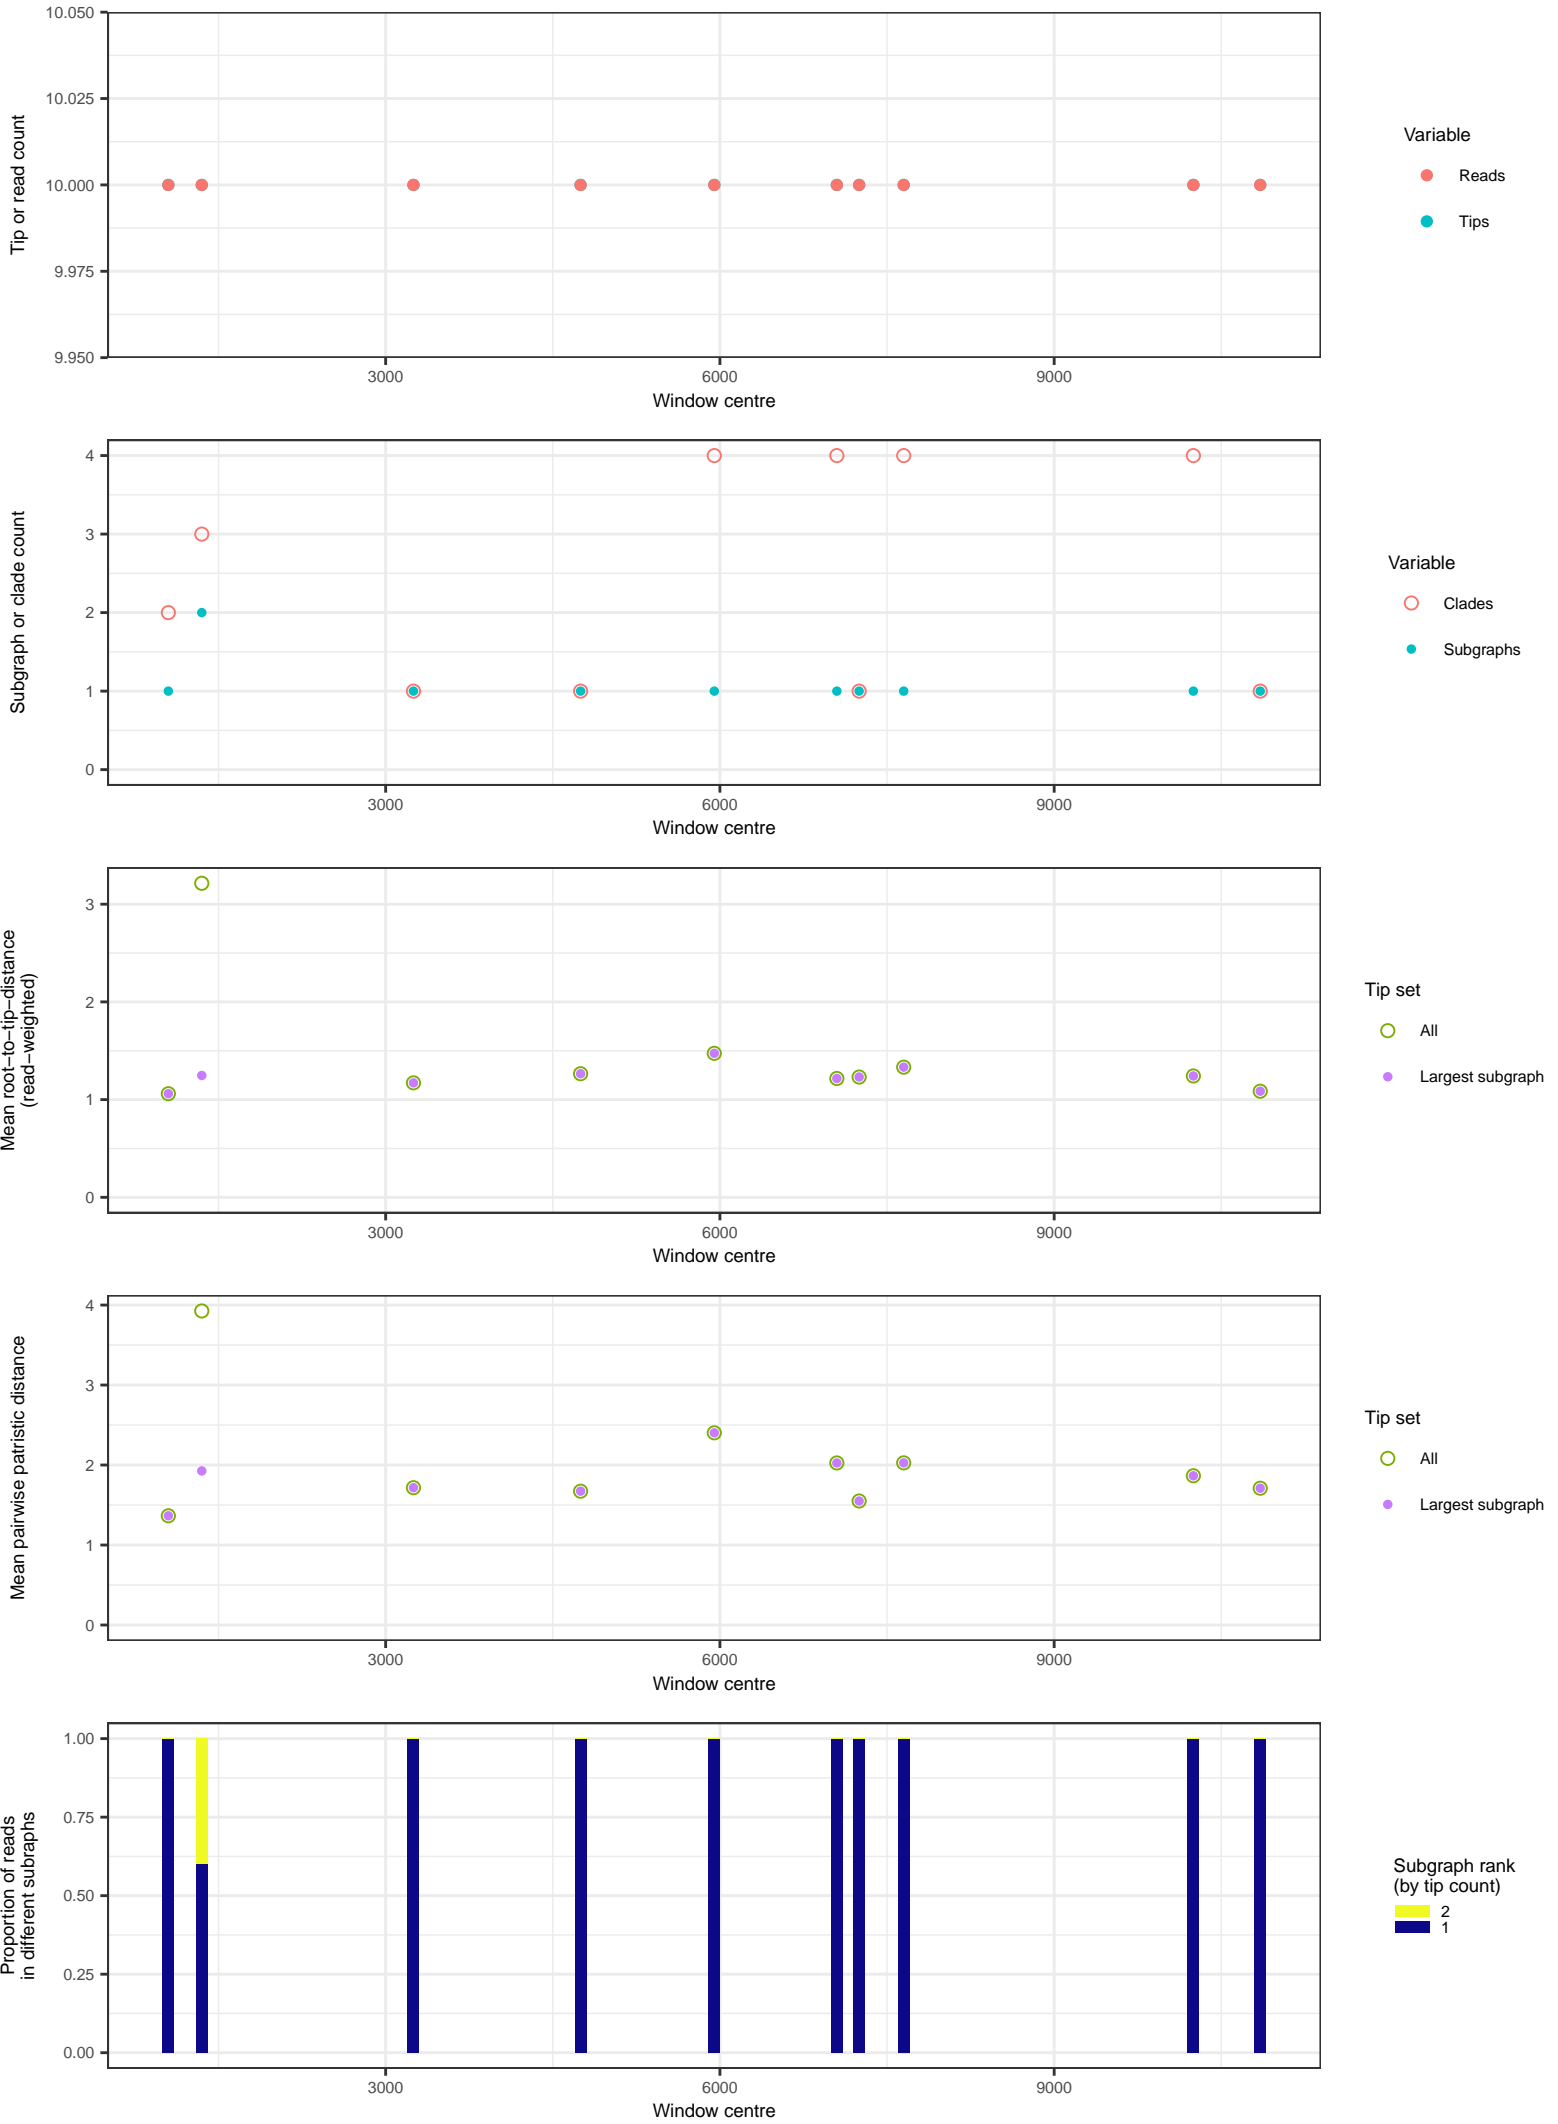 10.050
10.025
10.000
9.975
9.950
Tip or read count
3000
6000
9000
Window centre
Variable
Reads
Tips
4
3
2
1
0
Subgraph or clade count
3000
6000
9000
Window centre
Variable
Clades
Subgraphs
3
2
1
0
Mean root−to−tip−distance
(read−weighted)
3000
6000
9000
Window centre
Tip set
All
Largest subgraph
4
3
2
1
0
Mean pairwise patristic distance
3000
6000
9000
Window centre
Tip set
All
Largest subgraph
1.00
0.75
0.50
0.25
0.00
Proportion of reads
in different subraphs
3000
6000
9000
Window centre
Subgraph rank
(by tip count)
2
1